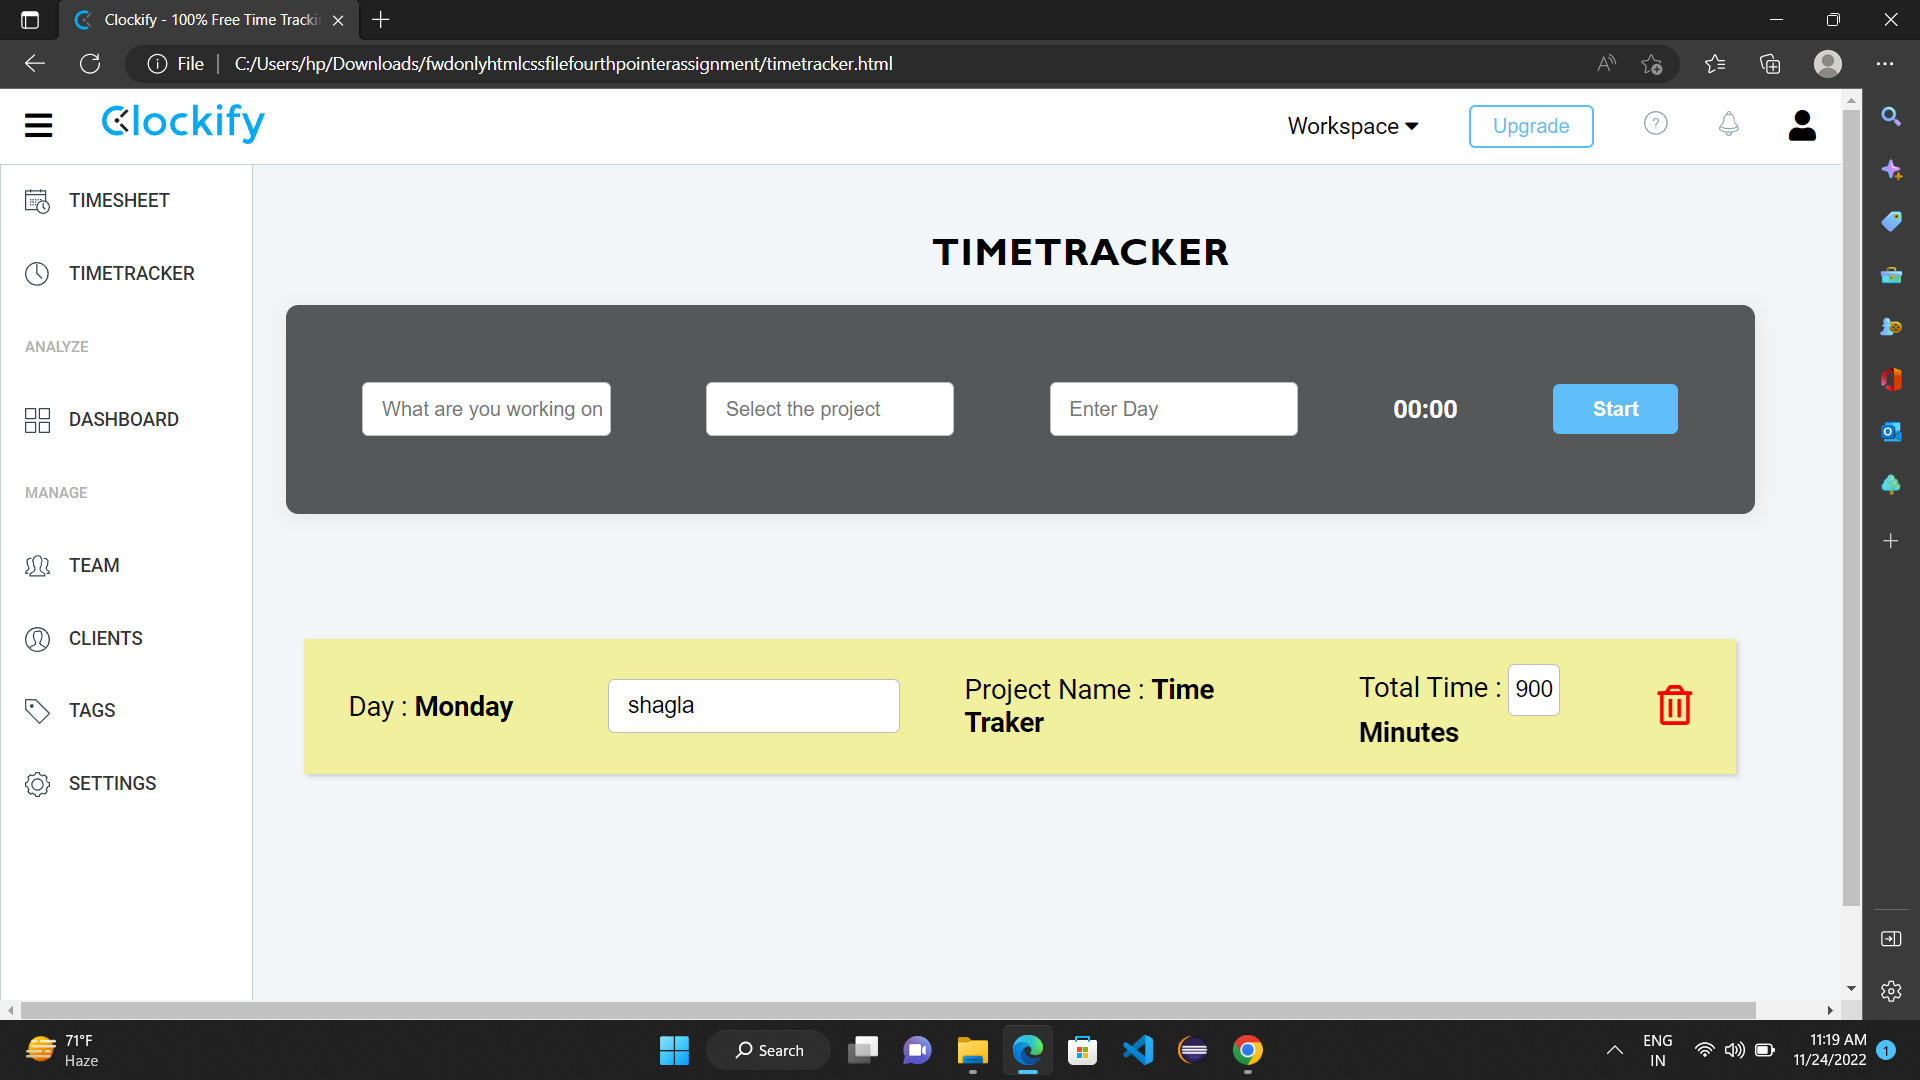 Clockify - 100% Free Time Tracki
File
C:/Users/hp/Downloads/fwdonlyhtmlcssfilefourthpointerassignment/timetracker.html
Clockify
Workspace
Upgrade
TIMESHEET
TIMETRACKER
ANALYZE
DASHBOARD
MANAGE
TEAM
CLIENTS
TAGS
SETTINGS
TIMETRACKER
What are you working on
Select the project
Enter Day
00:00
Start
Day : Monday
shagla
Project Name : Time
Traker
Total Time : 900
Minutes
71°F
Haze
Search
ENG
IN
11:19 AM
11/24/2022
1